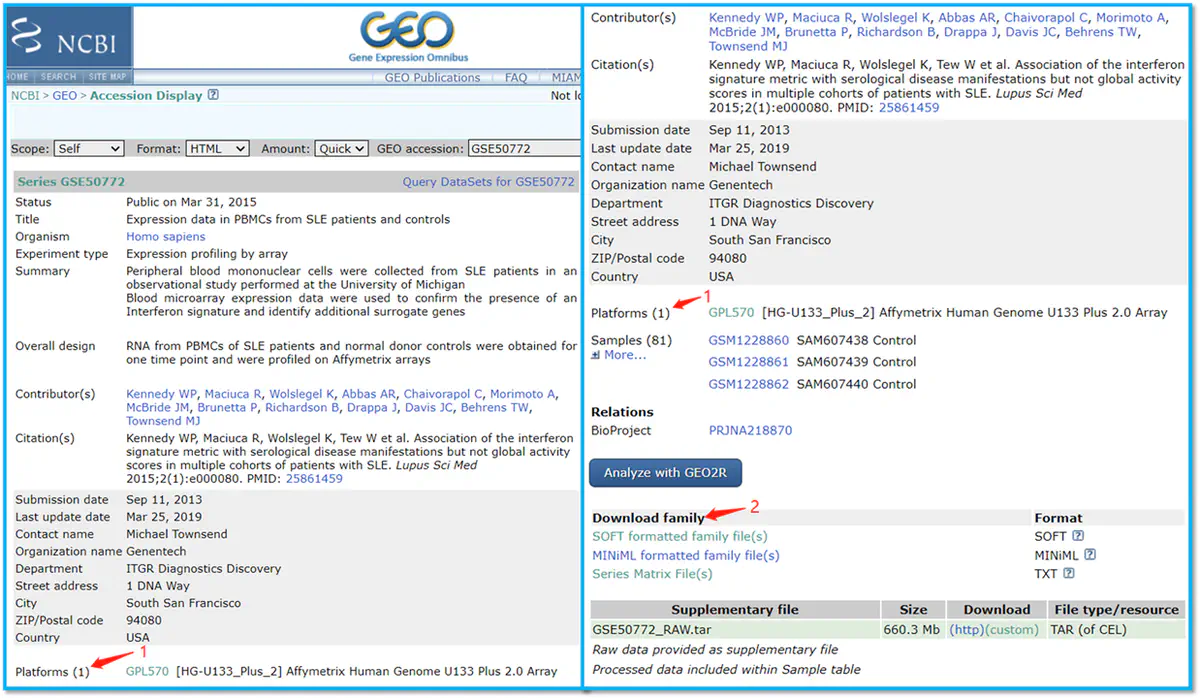 NCBI
GEO
Gene Expression Omnibus
HOME SEARCH SITE MAP
GEO Publications FAQ MIAM
NCBI > GEO > Accession Display
Not lo
Scope: Self Format: HTML Amount: Quick GEO accession: GSE50772
Series GSE50772 Query DataSets for GSE50772
Status Public on Mar 31, 2015
Title Expression data in PBMCs from SLE patients and controls
Organism Homo sapiens
Experiment type Expression profiling by array
Summary Peripheral blood mononuclear cells were collected from SLE patients in an
observational study performed at the University of Michigan
Blood microarray expression data were used to confirm the presence of an
Interferon signature and identify additional surrogate genes
Overall design RNA from PBMCs of SLE patients and normal donor controls were obtained for
one time point and were profiled on Affymetrix arrays
Contributor(s) Kennedy WP, Maciuca R, Wolslegel K, Abbas AR, Chaivorapol C, Morimoto A,
McBride JM, Brunetta P, Richardson B, Drappa J, Davis JC, Behrens TW,
Townsend MJ
Citation(s) Kennedy WP, Maciuca R, Wolslegel K, Tew W et al. Association of the interferon
signature metric with serological disease manifestations but not global activity
scores in multiple cohorts of patients with SLE. Lupus Sci Med
2015;2(1):e000080. PMID: 25861459
Submission date Sep 11, 2013
Last update date Mar 25, 2019
Contact name Michael Townsend
Organization name Genentech
Department ITGR Diagnostics Discovery
Street address 1 DNA Way
City South San Francisco
ZIP/Postal code 94080
Country USA
1
Platforms (1) GPL570 [HG-U133_Plus_2] Affymetrix Human Genome U133 Plus 2.0 Array
Contributor(s) Kennedy WP, Maciuca R, Wolslegel K, Abbas AR, Chaivorapol C, Morimoto A,
McBride JM, Brunetta P, Richardson B, Drappa J, Davis JC, Behrens TW,
Townsend MJ
Citation(s) Kennedy WP, Maciuca R, Wolslegel K, Tew W et al. Association of the interferon
signature metric with serological disease manifestations but not global activity
scores in multiple cohorts of patients with SLE. Lupus Sci Med
2015;2(1):e000080. PMID: 25861459
Submission date Sep 11, 2013
Last update date Mar 25, 2019
Contact name Michael Townsend
Organization name Genentech
Department ITGR Diagnostics Discovery
Street address 1 DNA Way
City South San Francisco
ZIP/Postal code 94080
Country USA
1
Platforms (1) GPL570 [HG-U133_Plus_2] Affymetrix Human Genome U133 Plus 2.0 Array
Samples (81) GSM1228860 SAM607438 Control
More...
GSM1228861 SAM607439 Control
GSM1228862 SAM607440 Control
Relations
BioProject PRJNA218870
Analyze with GEO2R
2
Download family Format
SOFT formatted family file(s) SOFT ?
MINiML formatted family file(s) MINiML ?
Series Matrix File(s) TXT ?
Supplementary file Size Download File type/resource
GSE50772_RAW.tar 660.3 Mb (http)(custom) TAR (of CEL)
Raw data provided as supplementary file
Processed data included within Sample table